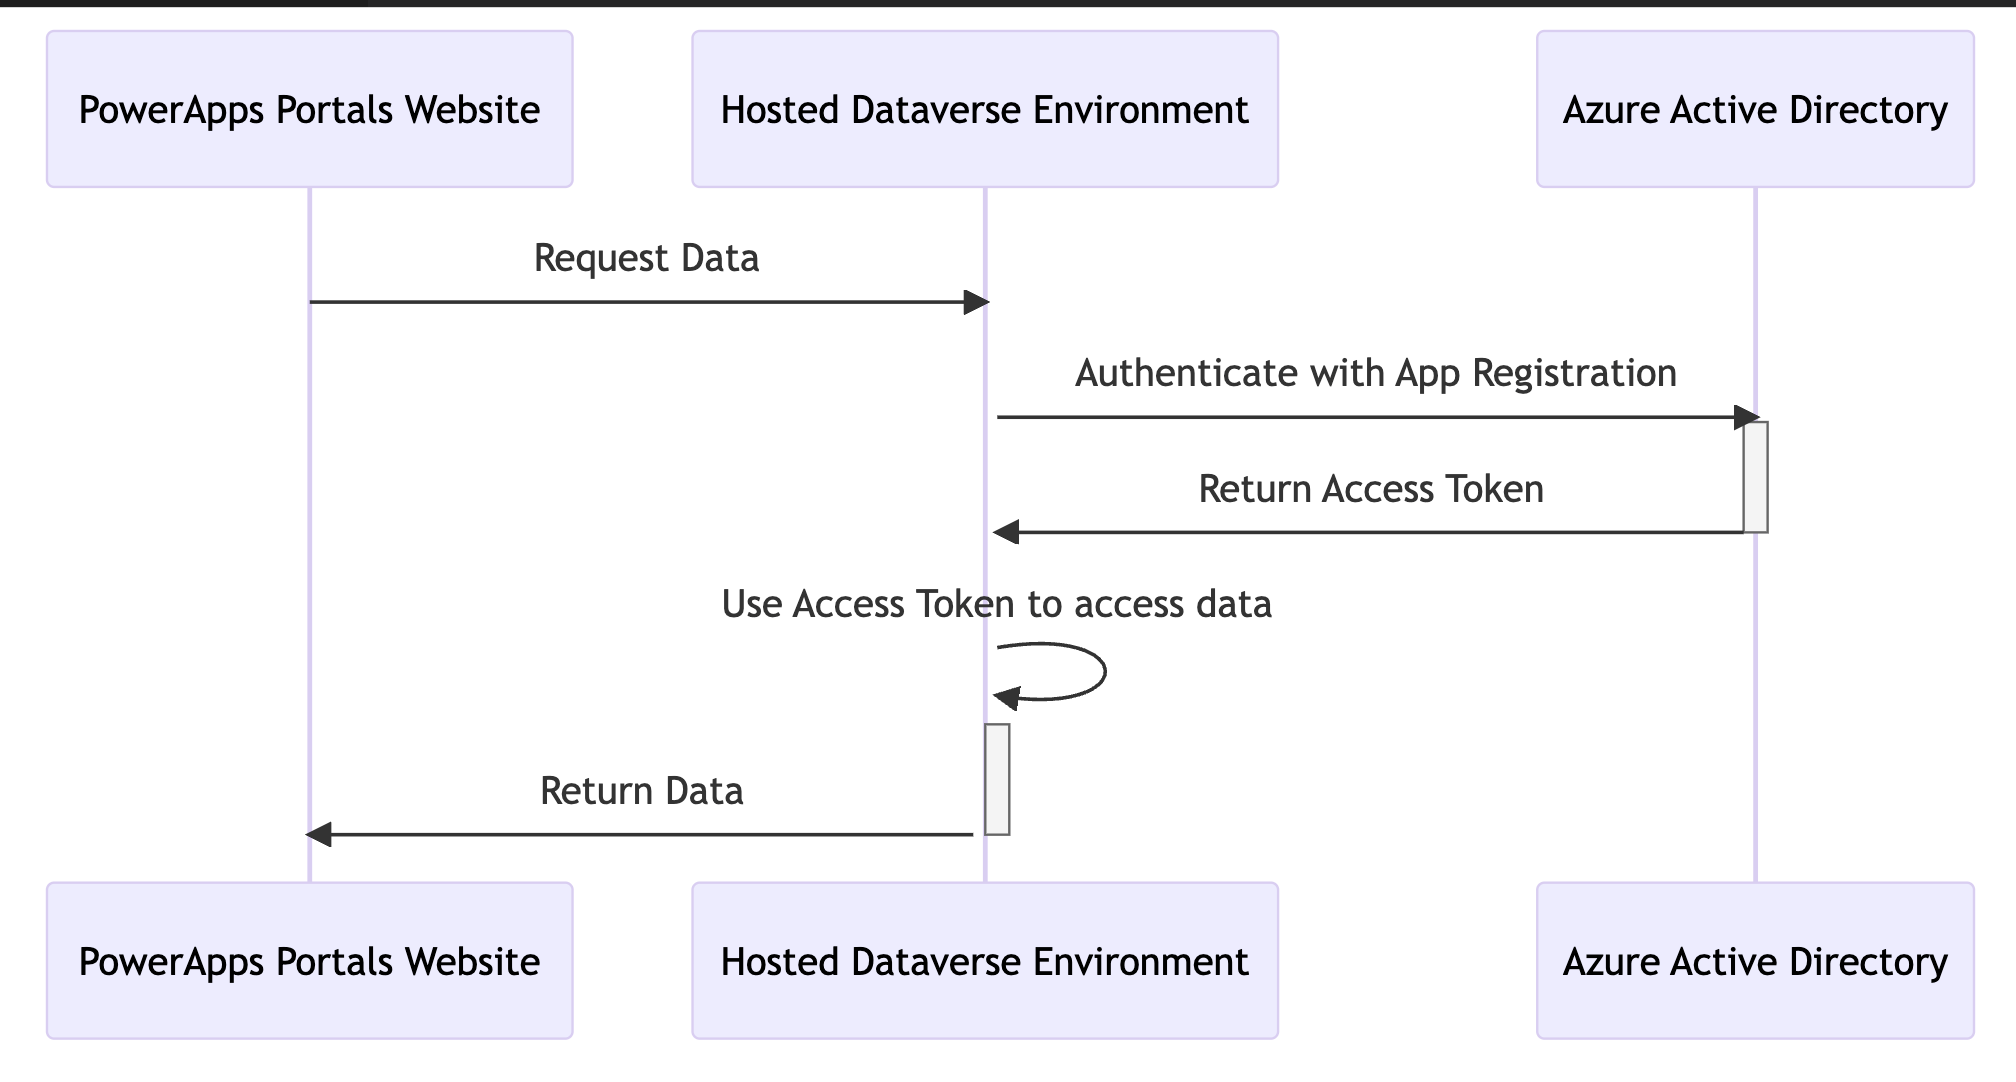 PowerApps Portals Website
Hosted Dataverse Environment
Azure Active Directory
Request Data
Authenticate with App Registration
Return Access Token
Use Access Token to access data
Return Data
PowerApps Portals Website
Hosted Dataverse Environment
Azure Active Directory